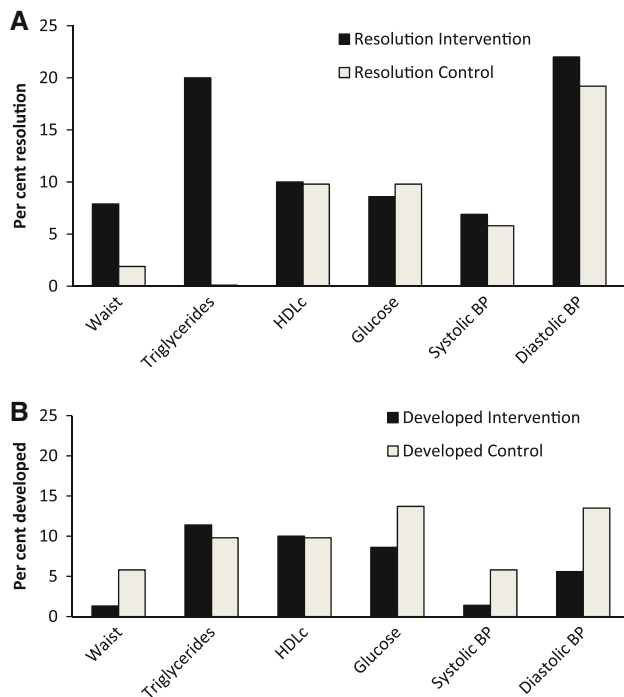 A
25
20
15
10
5
0
Per cent resolution
Resolution Intervention
Resolution Control
Waist
Triglycerides
HDLc
Glucose
Systolic BP
Diastolic BP
B
25
20
15
10
5
0
Per cent developed
Developed Intervention
Developed Control
Waist
Triglycerides
HDLc
Glucose
Systolic BP
Diastolic BP